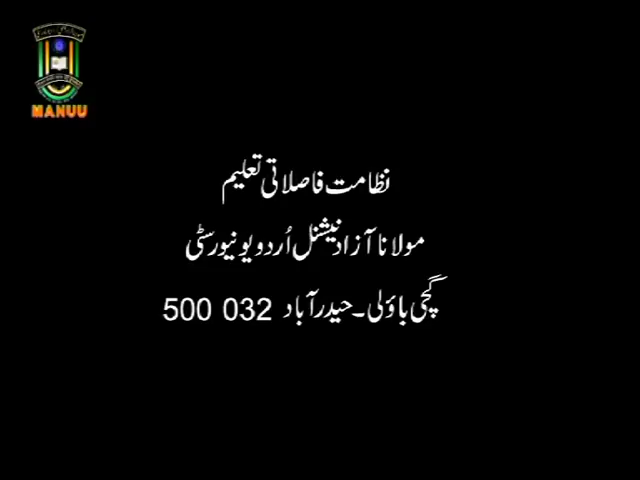 MANUU
نظامت فاصلاتی تعلیم
مولانا آزاد نیشنل اُردو یونیورسٹی
گچی باؤلی۔ حیدرآباد 500 032